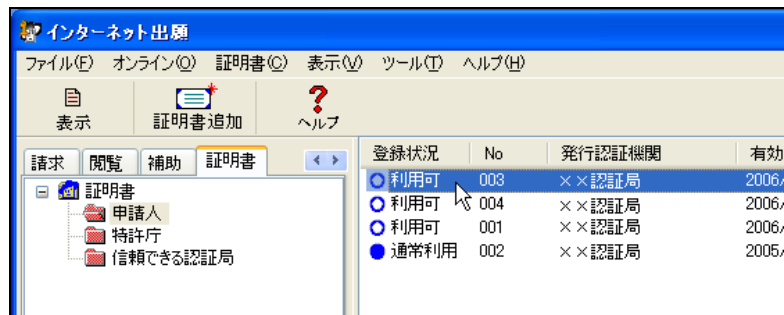 インターネット出願
ファイル(F) オンライン(O) 証明書(C) 表示(V) ツール(T) ヘルプ(H)
表示 証明書追加 ヘルプ
請求 閲覧 補助 証明書
証明書
申請人
特許庁
信頼できる認証局
登録状況 No 発行認証機関 有効
利用可 003 ××認証局 2006/
利用可 004 ××認証局 2006/
利用可 001 ××認証局 2006/
通常利用 002 ××認証局 2005/